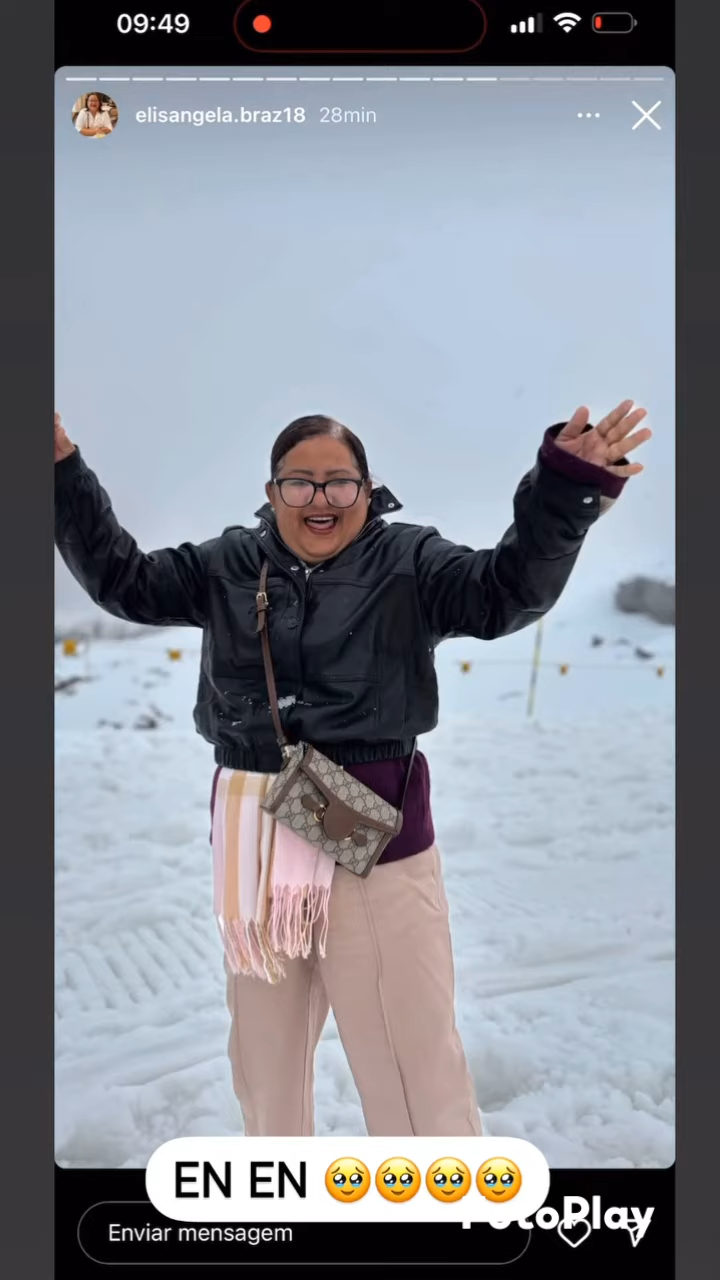 09:49
elisangela.braz18 28min
EN EN 🥹🥹🥹🥹
FotoPlay
Enviar mensagem